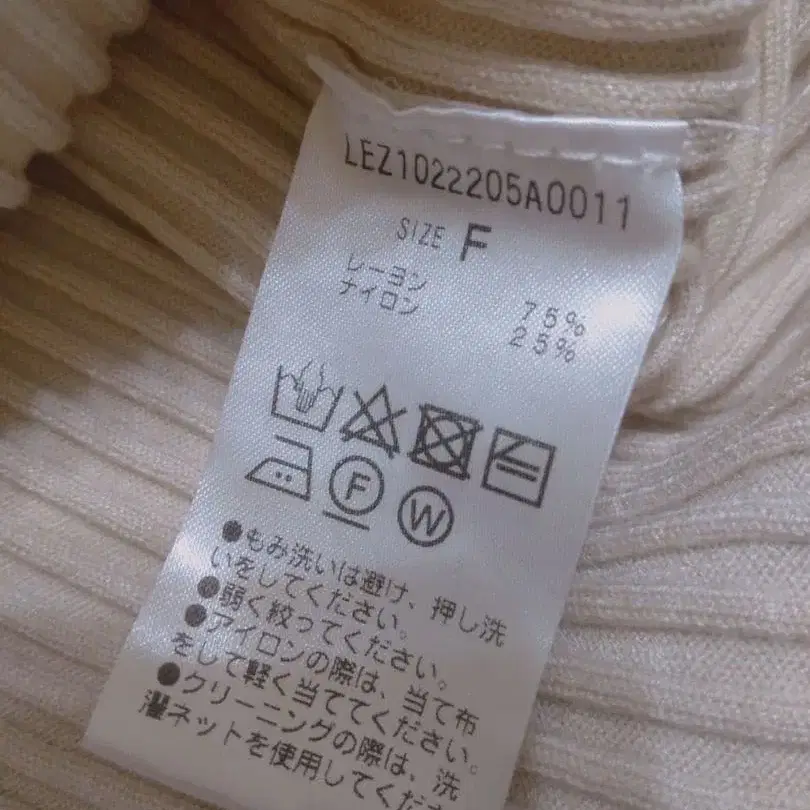 LEZ1022205A0011
SIZE F
レーヨン 75%
ナイロン 25%
F
W
●もみ洗いは避け、押し洗
いをしてください。
●弱く絞ってください。
●アイロンの際は、当て布
をして軽く当ててください。
●クリーニングの際は、洗
濯ネットを使用してくださ